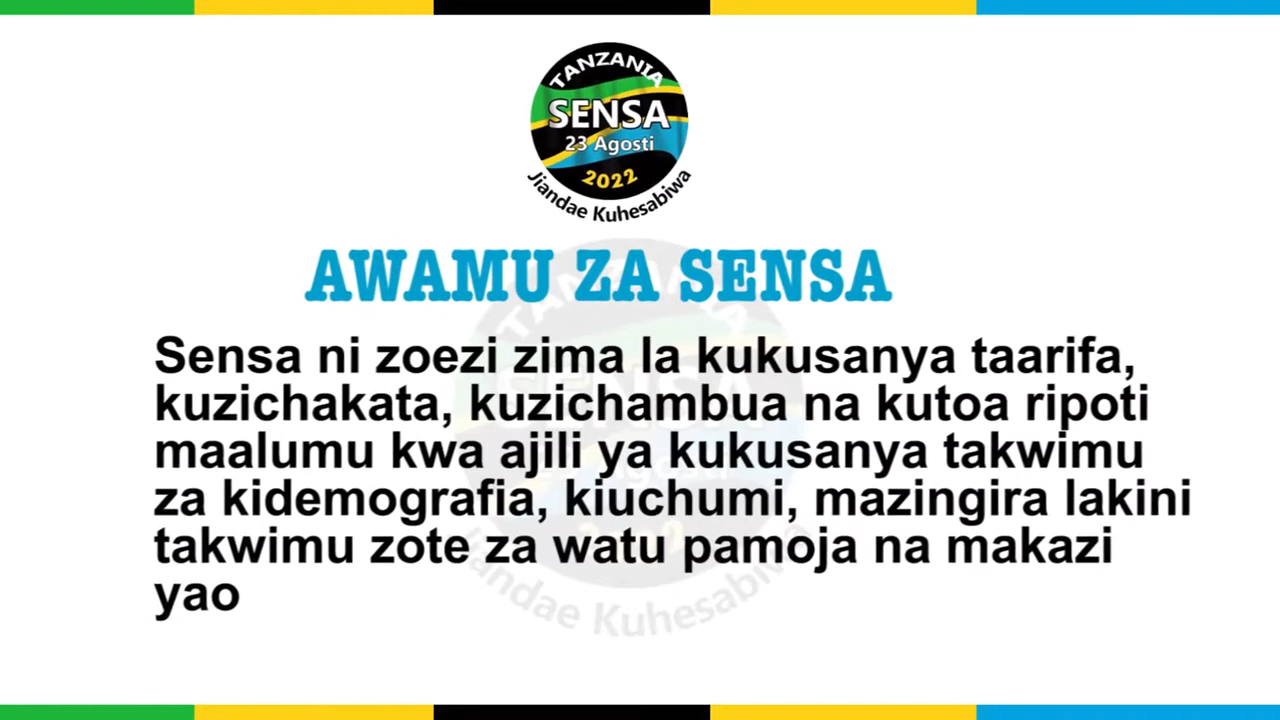 TANZANIA
SENSA
23 Agosti
2022
Jiandae Kuhesabiwa
AWAMU ZA SENSA
Sensa ni zoezi zima la kukusanya taarifa,
kuzichakata, kuzichambua na kutoa ripoti
maalumu kwa ajili ya kukusanya takwimu
za kidemografia, kiuchumi, mazingira lakini
takwimu zote za watu pamoja na makazi
yao